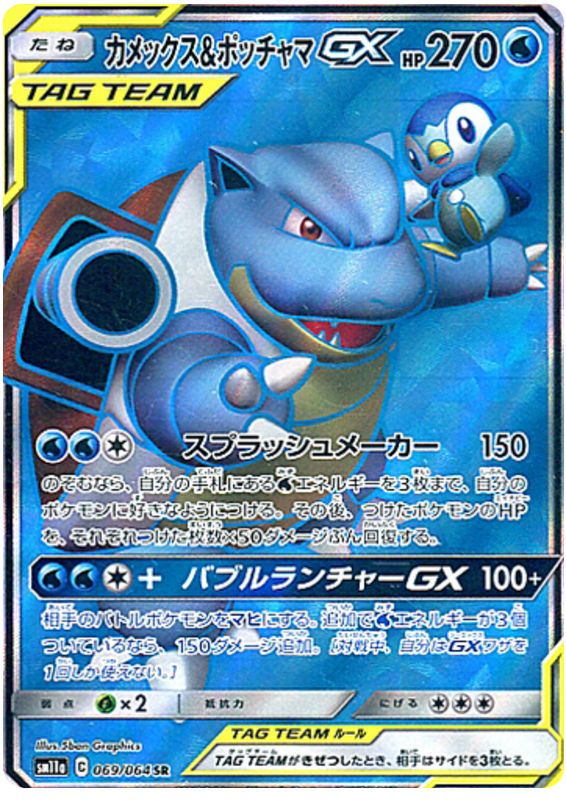 たね カメックス&ポッチャマGX HP270
TAG TEAM
スプラッシュメーカー 150
のぞむなら、自分の手札にあるエネルギーを3枚まで、自分の
ポケモンに好きなようにつける。その後、つけたポケモンのHP
を、それぞれつけた枚数×50ダメージぶん回復する。
+ バブルランチャーGX 100+
相手のバトルポケモンをマヒにする。追加でエネルギーが3個
ついているなら、150ダメージ追加。[対戦中、自分はGXワザを
1回しか使えない。]
弱点 ×2 抵抗力 にげる
TAG TEAM ルール
Illus. 5ban Graphics
sm11a C 069/064 SR
TAG TEAMがきぜつしたとき、相手はサイドを3枚とる。